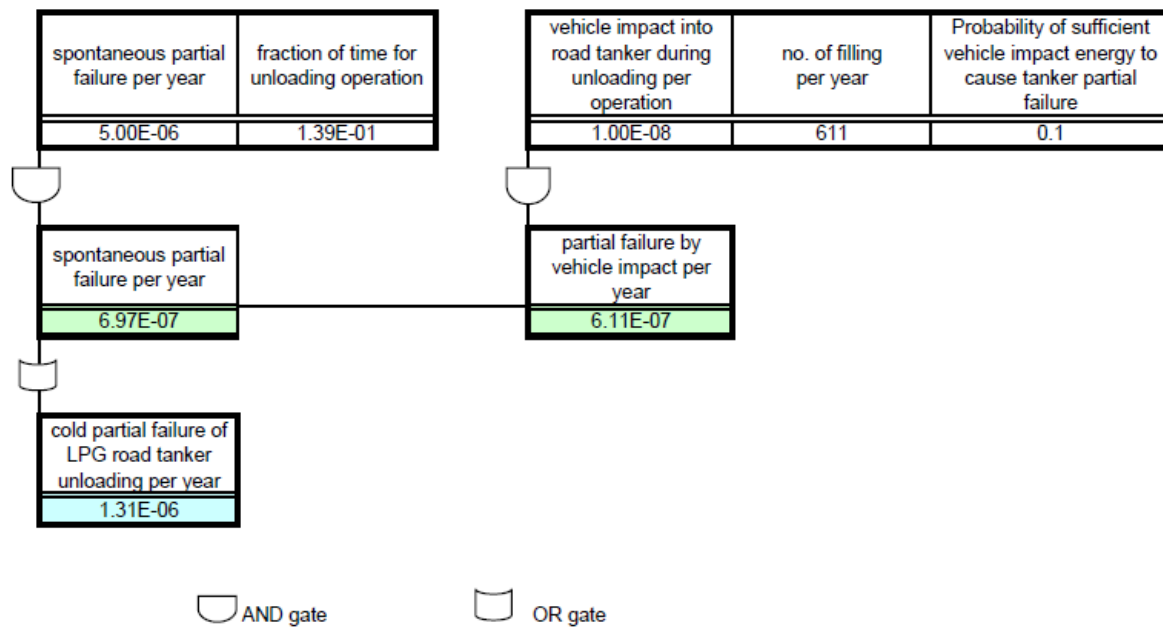 spontaneous partial
failure per year
fraction of time for
unloading operation
5.00E-06
1.39E-01
vehicle impact into
road tanker during
unloading per
operation
no. of filling
per year
Probability of sufficient
vehicle impact energy to
cause tanker partial
failure
1.00E-08
611
0.1
spontaneous partial
failure per year
6.97E-07
partial failure by
vehicle impact per
year
6.11E-07
cold partial failure of
LPG road tanker
unloading per year
1.31E-06
AND gate
OR gate